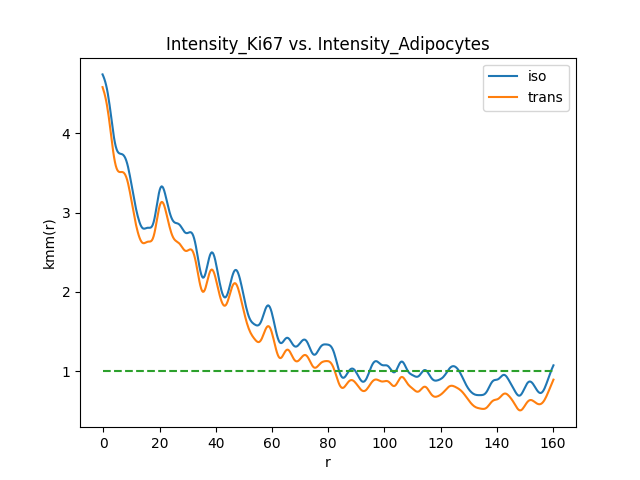 Intensity_Ki67 vs. Intensity_Adipocytes
iso
trans
kmm(r)
4
3
2
1
0 20 40 60 80 100 120 140 160
r